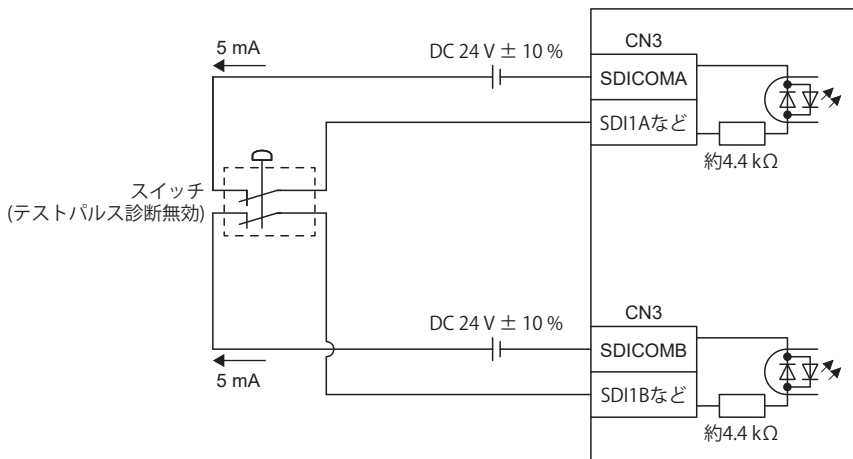 5 mA
DC 24 V ± 10 %
CN3
SDICOMA
SDI1Aなど
約4.4 kΩ
スイッチ
(テストパルス診断無効)
DC 24 V ± 10 %
CN3
SDICOMB
5 mA
SDI1Bなど
約4.4 kΩ